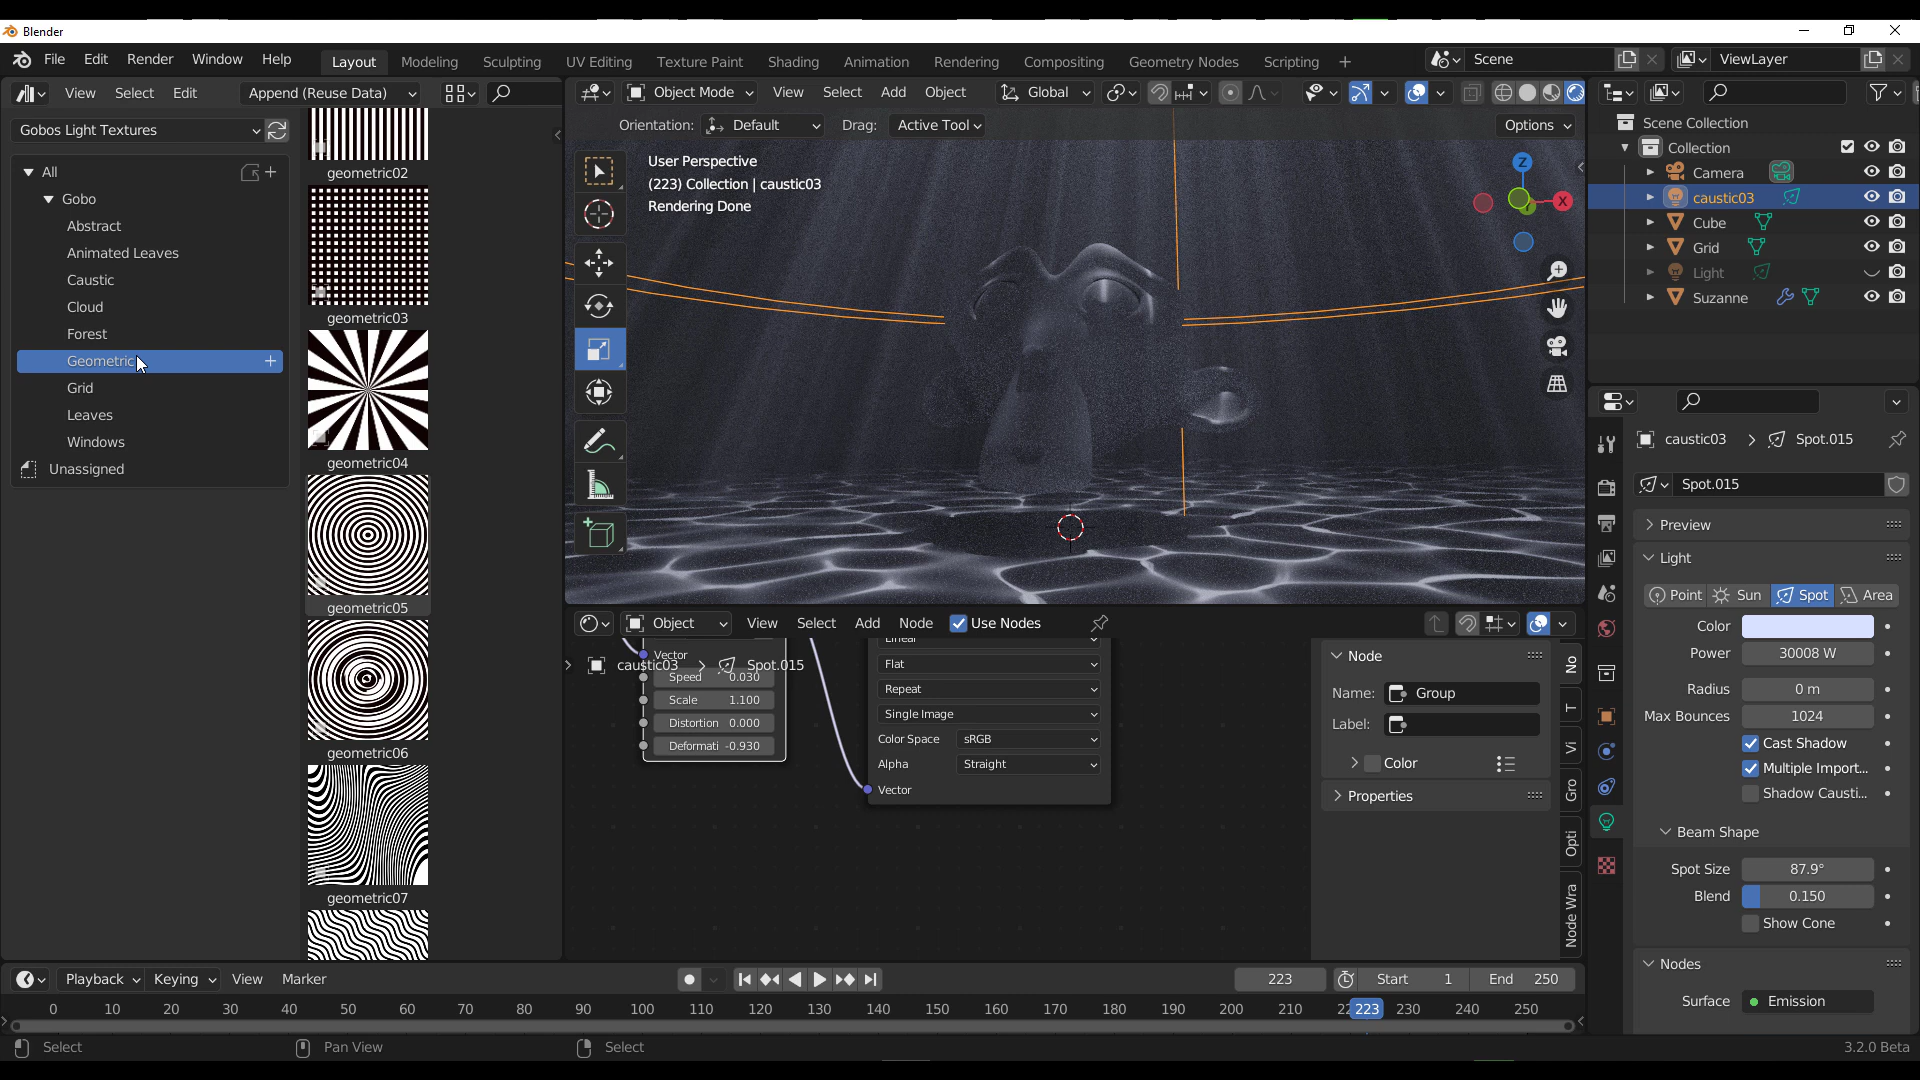 Blender
File Edit Render Window Help
Layout Modeling Sculpting UV Editing Texture Paint Shading Animation Rendering Compositing Geometry Nodes Scripting +
Scene
ViewLayer
View Select Edit Append (Reuse Data)
Gobos Light Textures
All
Gobo
Abstract
Animated Leaves
Caustic
Cloud
Forest
Geometric
Grid
Leaves
Windows
Unassigned
geometric02
geometric03
geometric04
geometric05
geometric06
geometric07
Object Mode View Select Add Object Global
Orientation: Default Drag: Active Tool
Options
User Perspective
(223) Collection | caustic03
Rendering Done
Z
X
Object View Select Add Node Use Nodes
caustic03 > Spot.015
Vector
Speed 0.030
Scale 1.100
Distortion 0.000
Deformati -0.930
Linear
Flat
Repeat
Single Image
Color Space sRGB
Alpha Straight
Vector
Node
Name: Group
Label:
Color
Properties
No
T
Vi
Gro
Opti
Node Wra
Scene Collection
Collection
Camera
caustic03
Cube
Grid
Light
Suzanne
caustic03 > Spot.015
Spot.015
Preview
Light
Point Sun Spot Area
Color
Power 30008 W
Radius 0 m
Max Bounces 1024
Cast Shadow
Multiple Import...
Shadow Causti...
Beam Shape
Spot Size 87.9°
Blend 0.150
Show Cone
Nodes
Surface Emission
Playback Keying View Marker
223
Start 1 End 250
0 10 20 30 40 50 60 70 80 90 100 110 120 130 140 150 160 170 180 190 200 210 22 223 230 240 250
Select Pan View Select
3.2.0 Beta